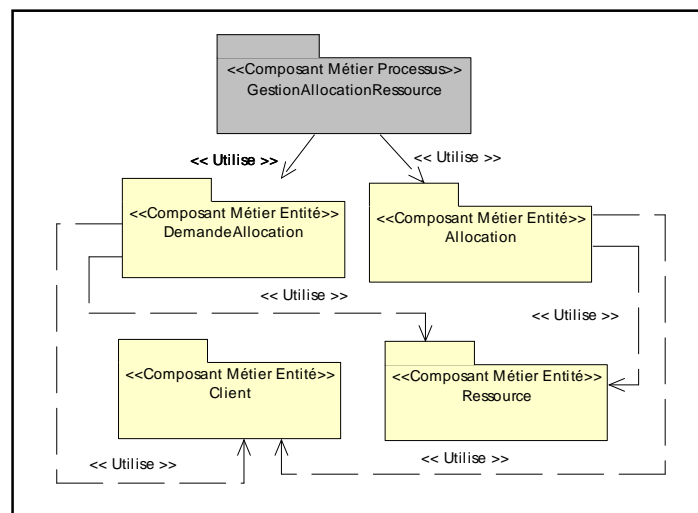 <<Composant Métier Processus>>
GestionAllocationRessource
<< Utilise >>
<< Utilise >>
<<Composant Métier Entité>>
DemandeAllocation
<<Composant Métier Entité>>
Allocation
<< Utilise >>
<< Utilise >>
<<Composant Métier Entité>>
Client
<<Composant Métier Entité>>
Ressource
<< Utilise >>
<< Utilise >>